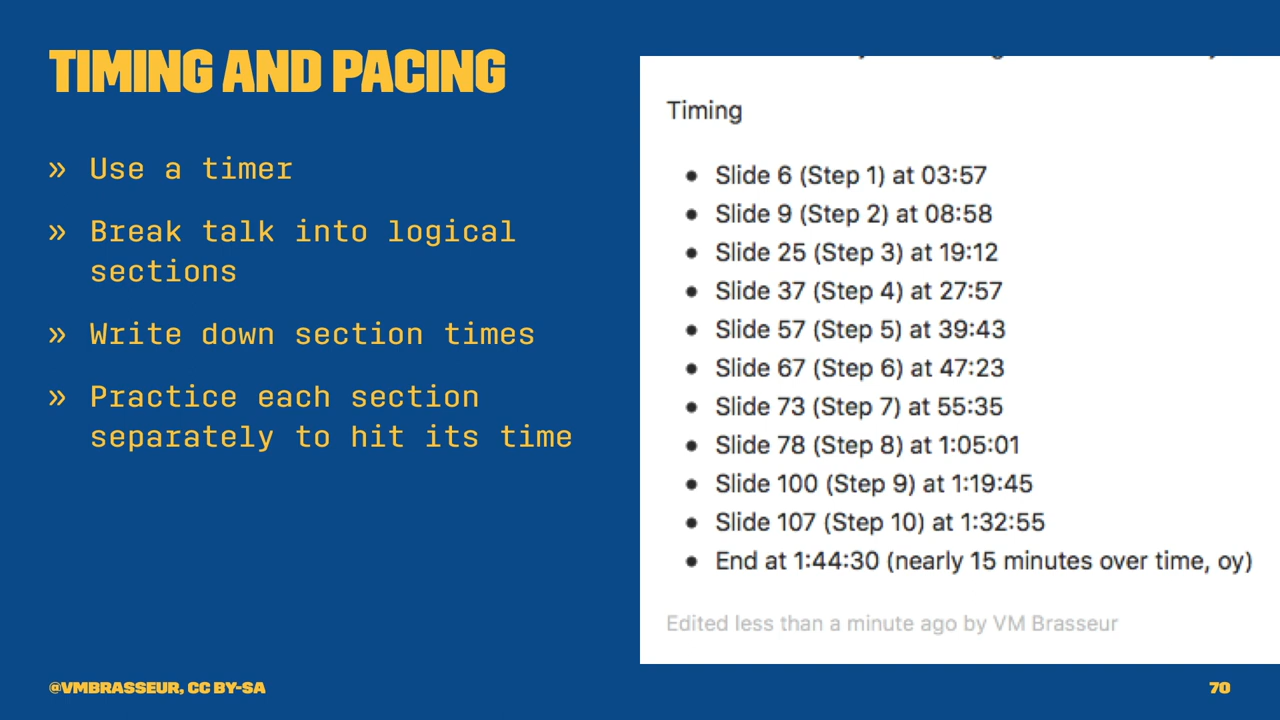 TIMING AND PACING
» Use a timer
» Break talk into logical
sections
» Write down section times
» Practice each section
separately to hit its time
Timing
• Slide 6 (Step 1) at 03:57
• Slide 9 (Step 2) at 08:58
• Slide 25 (Step 3) at 19:12
• Slide 37 (Step 4) at 27:57
• Slide 57 (Step 5) at 39:43
• Slide 67 (Step 6) at 47:23
• Slide 73 (Step 7) at 55:35
• Slide 78 (Step 8) at 1:05:01
• Slide 100 (Step 9) at 1:19:45
• Slide 107 (Step 10) at 1:32:55
• End at 1:44:30 (nearly 15 minutes over time, oy)
Edited less than a minute ago by VM Brasseur
@VMBRASSEUR, CC BY-SA
70